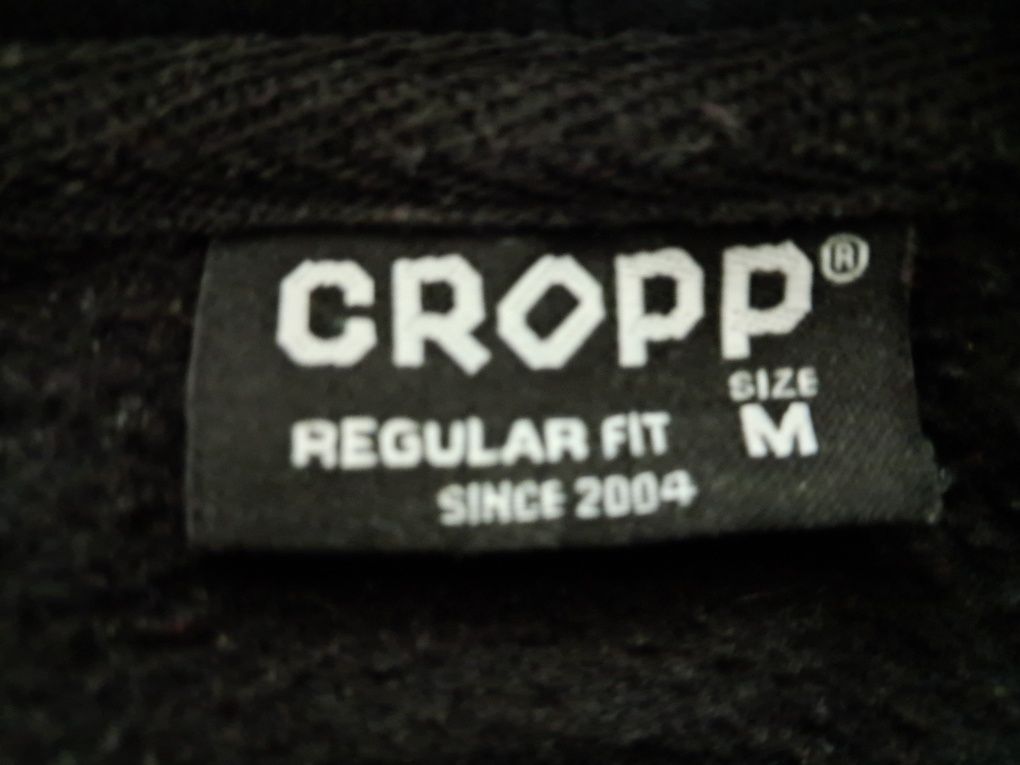 CROPP®
SIZE
M
REGULAR FIT
SINCE 2004